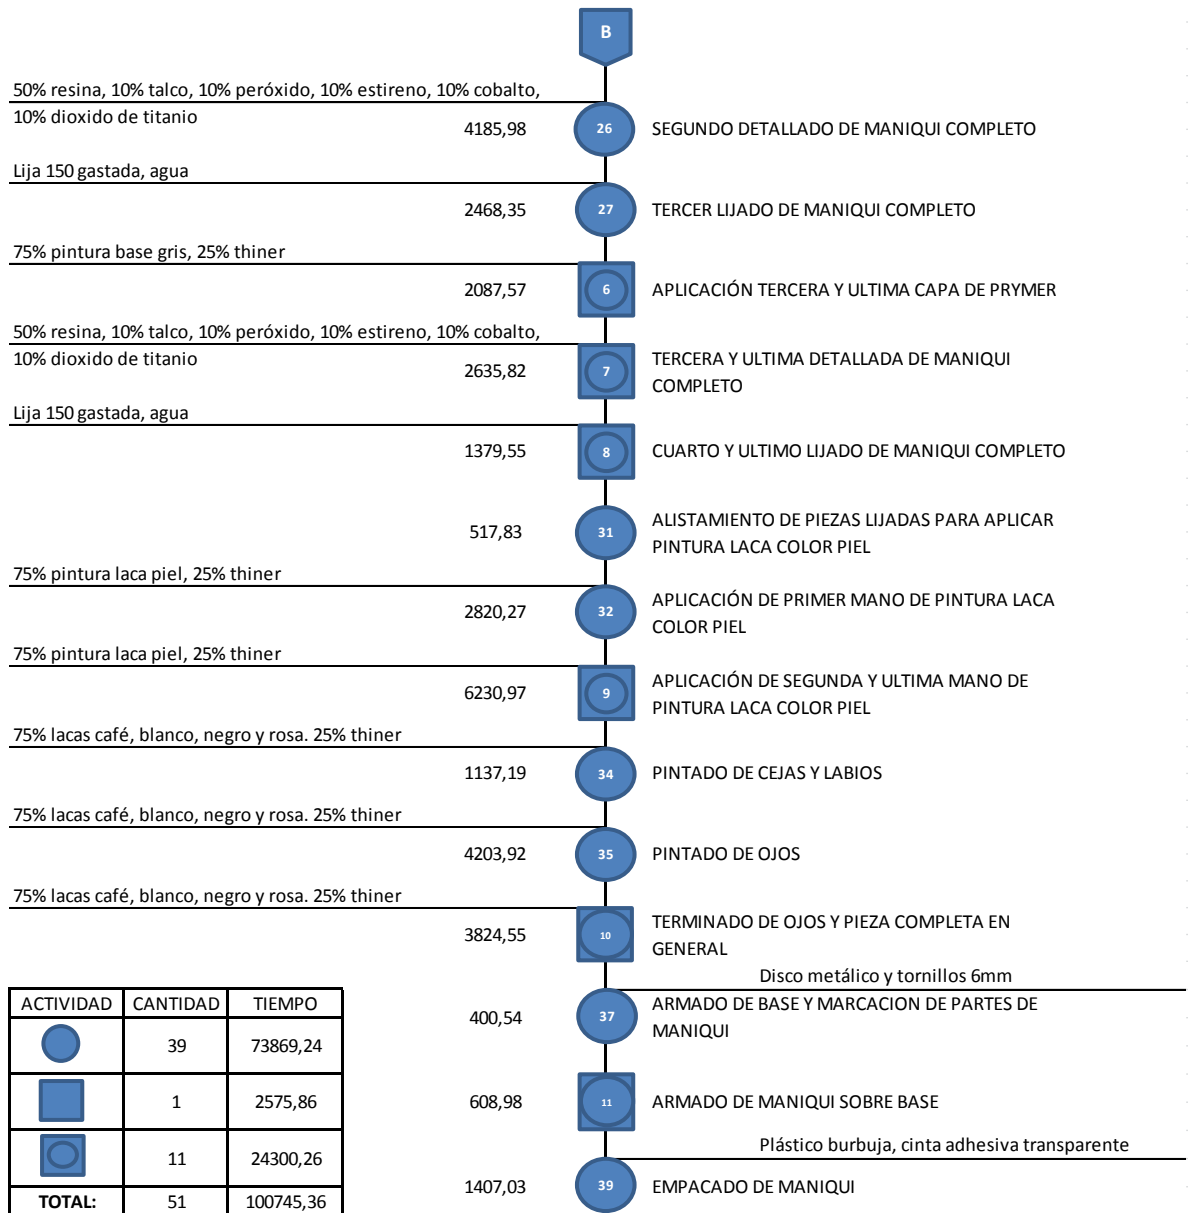 B
50% resina, 10% talco, 10% peróxido, 10% estireno, 10% cobalto,
10% dioxido de titanio
4185,98
26
SEGUNDO DETALLADO DE MANIQUI COMPLETO
Lija 150 gastada, agua
2468,35
27
TERCER LIJADO DE MANIQUI COMPLETO
75% pintura base gris, 25% thiner
2087,57
6
APLICACIÓN TERCERA Y ULTIMA CAPA DE PRYMER
50% resina, 10% talco, 10% peróxido, 10% estireno, 10% cobalto,
10% dioxido de titanio
2635,82
7
TERCERA Y ULTIMA DETALLADA DE MANIQUI
COMPLETO
Lija 150 gastada, agua
1379,55
8
CUARTO Y ULTIMO LIJADO DE MANIQUI COMPLETO
517,83
31
ALISTAMIENTO DE PIEZAS LIJADAS PARA APLICAR
PINTURA LACA COLOR PIEL
75% pintura laca piel, 25% thiner
2820,27
32
APLICACIÓN DE PRIMER MANO DE PINTURA LACA
COLOR PIEL
75% pintura laca piel, 25% thiner
6230,97
9
APLICACIÓN DE SEGUNDA Y ULTIMA MANO DE
PINTURA LACA COLOR PIEL
75% lacas café, blanco, negro y rosa. 25% thiner
1137,19
34
PINTADO DE CEJAS Y LABIOS
75% lacas café, blanco, negro y rosa. 25% thiner
4203,92
35
PINTADO DE OJOS
75% lacas café, blanco, negro y rosa. 25% thiner
3824,55
10
TERMINADO DE OJOS Y PIEZA COMPLETA EN
GENERAL
Disco metálico y tornillos 6mm
400,54
37
ARMADO DE BASE Y MARCACION DE PARTES DE
MANIQUI
608,98
11
ARMADO DE MANIQUI SOBRE BASE
Plástico burbuja, cinta adhesiva transparente
1407,03
39
EMPACADO DE MANIQUI
ACTIVIDAD CANTIDAD TIEMPO
39 73869,24
1 2575,86
11 24300,26
TOTAL: 51 100745,36